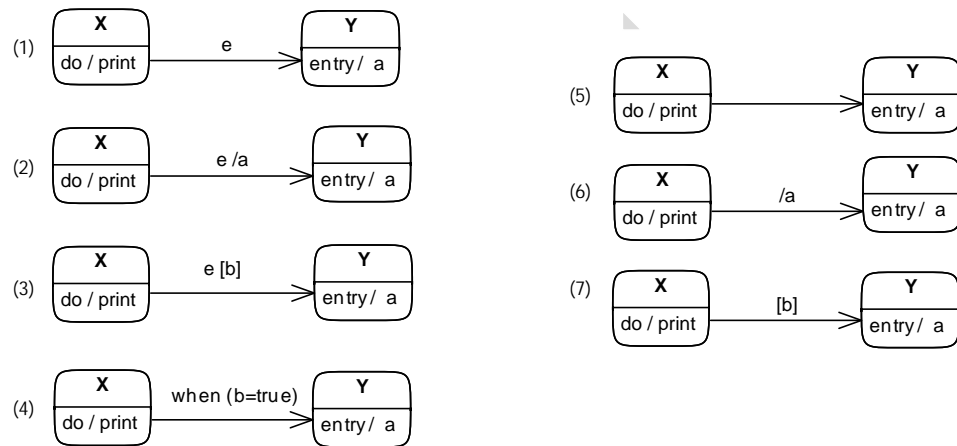 (1)
X
do / print
e
Y
entry / a
(2)
X
do / print
e /a
Y
entry / a
(3)
X
do / print
e [b]
Y
entry / a
(4)
X
do / print
when (b=true)
Y
entry / a
(5)
X
do / print
Y
entry / a
(6)
X
do / print
/a
Y
entry / a
(7)
X
do / print
[b]
Y
entry / a